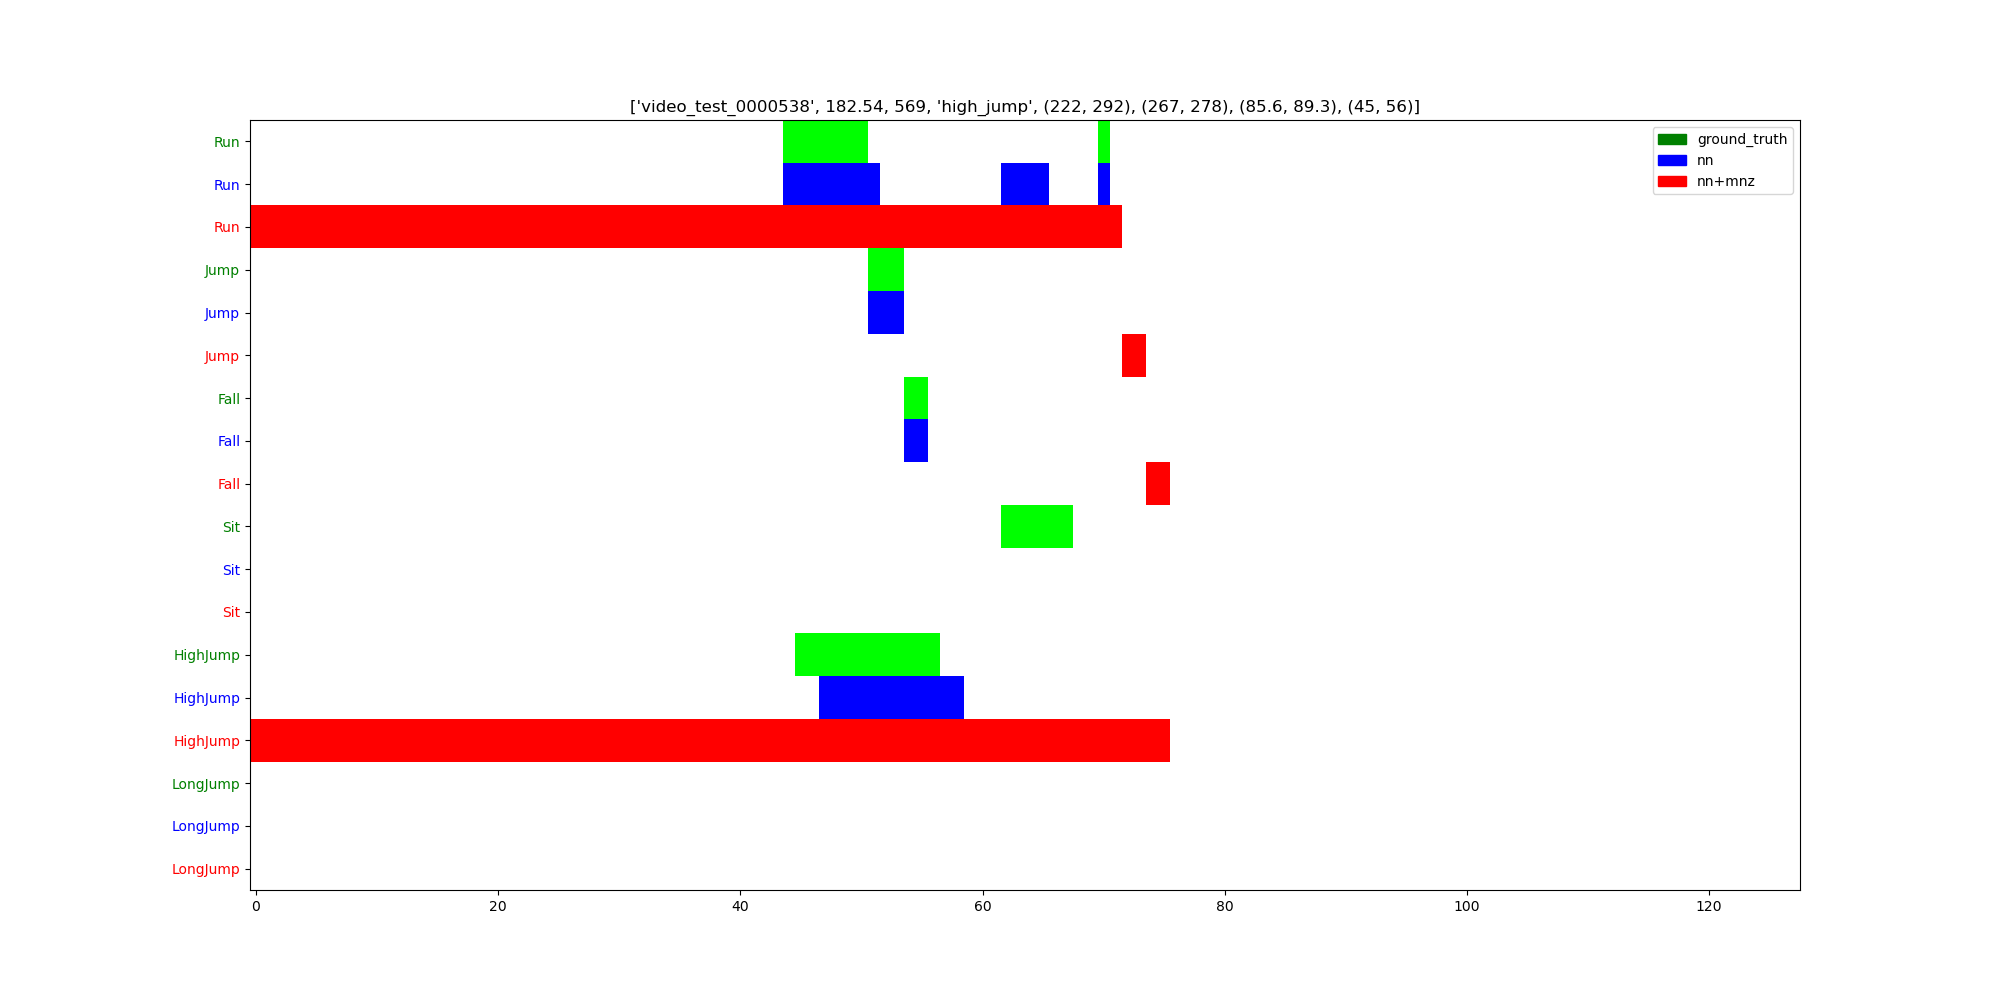 ['video_test_0000538', 182.54, 569, 'high_jump', (222, 292), (267, 278), (85.6, 89.3), (45, 56)]
ground_truth
nn
nn+mnz
Run
Run
Run
Jump
Jump
Jump
Fall
Fall
Fall
Sit
Sit
Sit
HighJump
HighJump
HighJump
LongJump
LongJump
LongJump
0 20 40 60 80 100 120